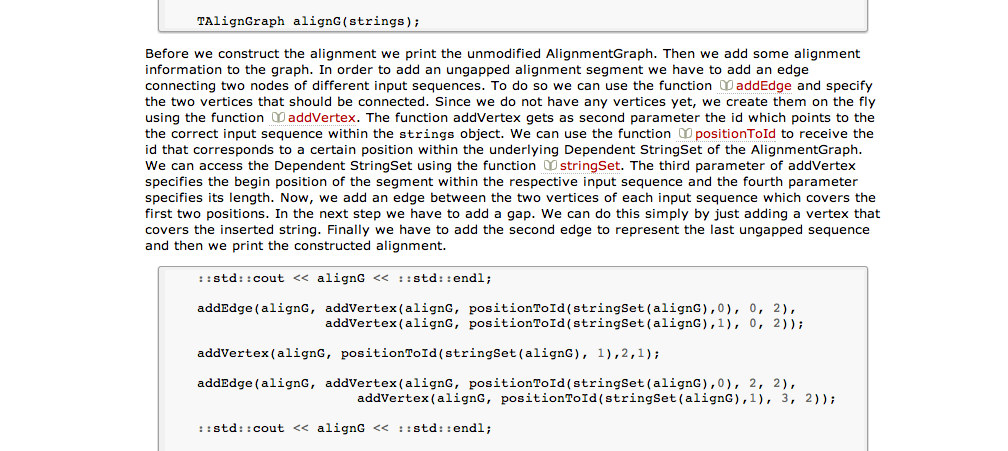 TAlignGraph alignG(strings);
Before we construct the alignment we print the unmodified AlignmentGraph. Then we add some alignment
information to the graph. In order to add an ungapped alignment segment we have to add an edge
connecting two nodes of different input sequences. To do so we can use the function addEdge and specify
the two vertices that should be connected. Since we do not have any vertices yet, we create them on the fly
using the function addVertex. The function addVertex gets as second parameter the id which points to the
the correct input sequence within the strings object. We can use the function positionToId to receive the
id that corresponds to a certain position within the underlying Dependent StringSet of the AlignmentGraph.
We can access the Dependent StringSet using the function stringSet. The third parameter of addVertex
specifies the begin position of the segment within the respective input sequence and the fourth parameter
specifies its length. Now, we add an edge between the two vertices of each input sequence which covers the
first two positions. In the next step we have to add a gap. We can do this simply by just adding a vertex that
covers the inserted string. Finally we have to add the second edge to represent the last ungapped sequence
and then we print the constructed alignment.
::std::cout << alignG << ::std::endl;
addEdge(alignG, addVertex(alignG, positionToId(stringSet(alignG),0), 0, 2),
addVertex(alignG, positionToId(stringSet(alignG),1), 0, 2));
addVertex(alignG, positionToId(stringSet(alignG), 1),2,1);
addEdge(alignG, addVertex(alignG, positionToId(stringSet(alignG),0), 2, 2),
addVertex(alignG, positionToId(stringSet(alignG),1), 3, 2));
::std::cout << alignG << ::std::endl;